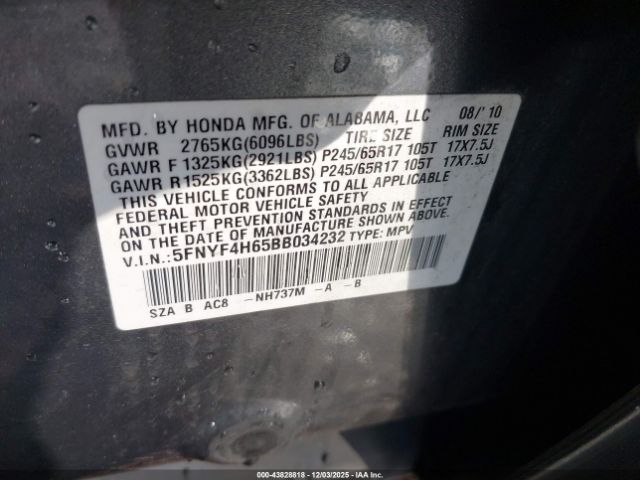 MFD. BY HONDA MFG. OF ALABAMA, LLC 08/'10
GVWR 2765KG(6096LBS) TIRE SIZE RIM SIZE
GAWR F 1325KG(2921LBS) P245/65R17 105T 17X7.5J
GAWR R 1525KG(3362LBS) P245/65R17 105T 17X7.5J
THIS VEHICLE CONFORMS TO ALL APPLICABLE
FEDERAL MOTOR VEHICLE SAFETY, BUMPER,
AND THEFT PREVENTION STANDARDS IN EFFECT
ON THE DATE OF MANUFACTURE SHOWN ABOVE.
V.I.N.:5FNYF4H65BB034232 TYPE: MPV
SZA B AC8 -NH737M -A -B
00-43828818 - 12/03/2025 - IAA Inc.